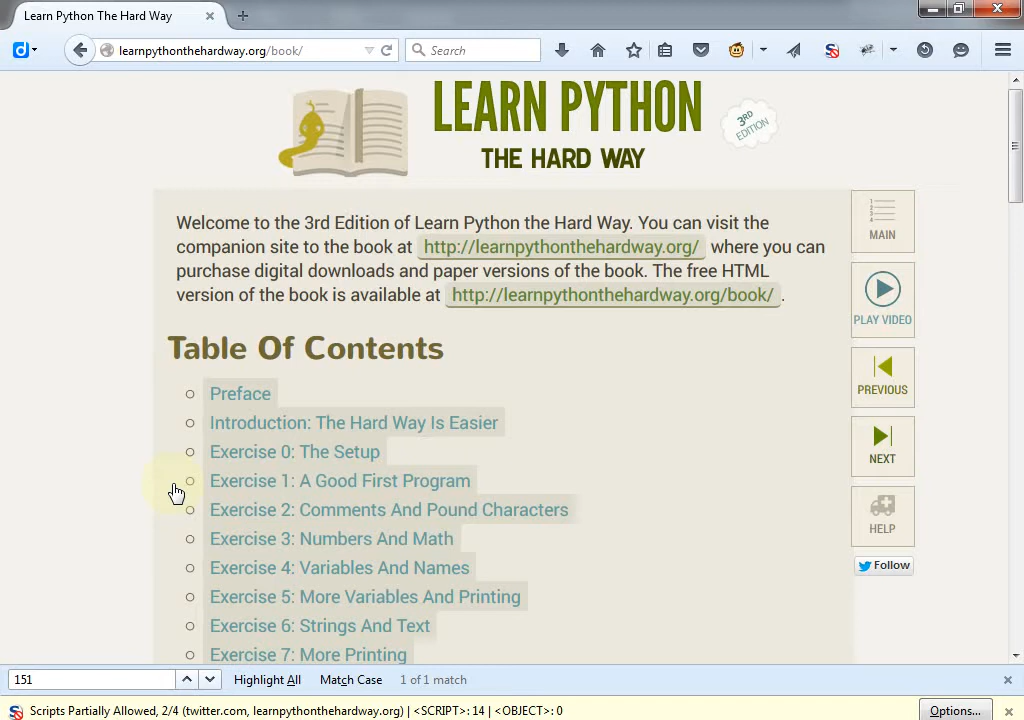 Learn Python The Hard Way
learnpythonthehardway.org/book/
Search
LEARN PYTHON
THE HARD WAY
3RD
EDITION
Welcome to the 3rd Edition of Learn Python the Hard Way. You can visit the
companion site to the book at http://learnpythonthehardway.org/ where you can
purchase digital downloads and paper versions of the book. The free HTML
version of the book is available at http://learnpythonthehardway.org/book/ .
MAIN
PLAY VIDEO
PREVIOUS
NEXT
HELP
Follow
Table Of Contents
Preface
Introduction: The Hard Way Is Easier
Exercise 0: The Setup
Exercise 1: A Good First Program
Exercise 2: Comments And Pound Characters
Exercise 3: Numbers And Math
Exercise 4: Variables And Names
Exercise 5: More Variables And Printing
Exercise 6: Strings And Text
Exercise 7: More Printing
151
Highlight All
Match Case
1 of 1 match
Scripts Partially Allowed, 2/4 (twitter.com, learnpythonthehardway.org) | <SCRIPT>: 14 | <OBJECT>: 0
Options...